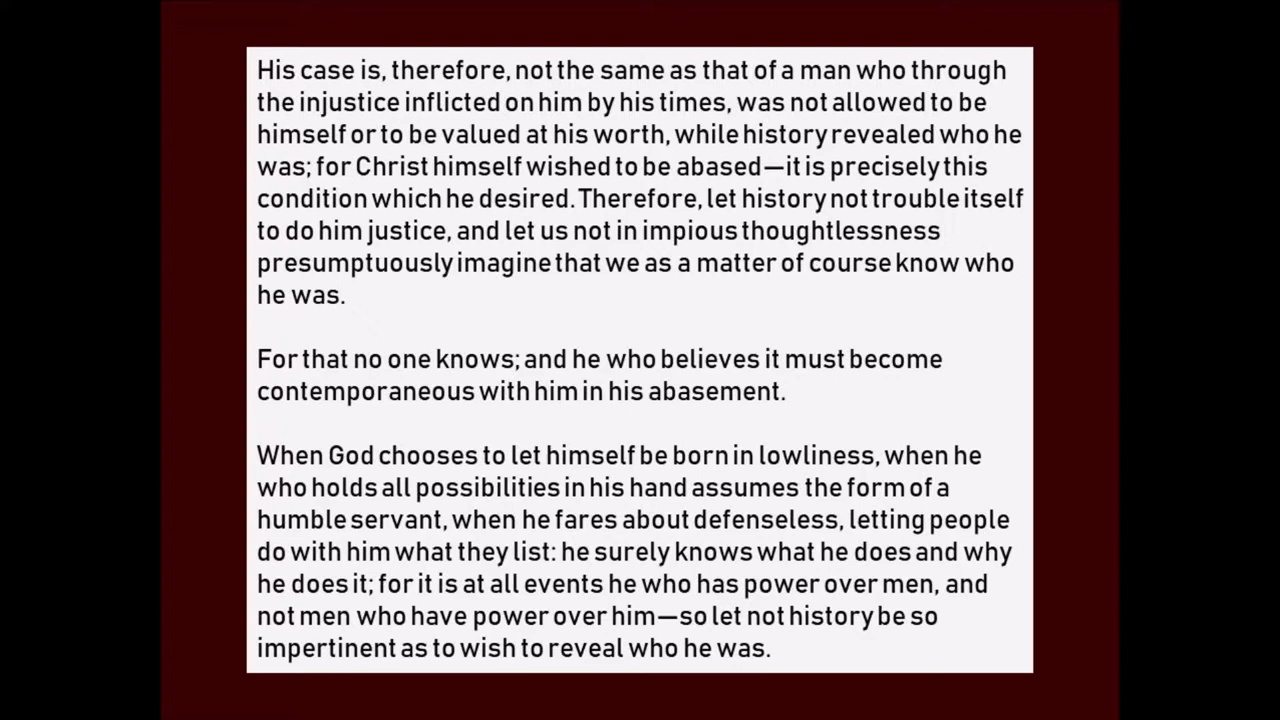 His case is, therefore, not the same as that of a man who through
the injustice inflicted on him by his times, was not allowed to be
himself or to be valued at his worth, while history revealed who he
was; for Christ himself wished to be abased—it is precisely this
condition which he desired. Therefore, let history not trouble itself
to do him justice, and let us not in impious thoughtlessness
presumptuously imagine that we as a matter of course know who
he was.
For that no one knows; and he who believes it must become
contemporaneous with him in his abasement.
When God chooses to let himself be born in lowliness, when he
who holds all possibilities in his hand assumes the form of a
humble servant, when he fares about defenseless, letting people
do with him what they list: he surely knows what he does and why
he does it; for it is at all events he who has power over men, and
not men who have power over him—so let not history be so
impertinent as to wish to reveal who he was.